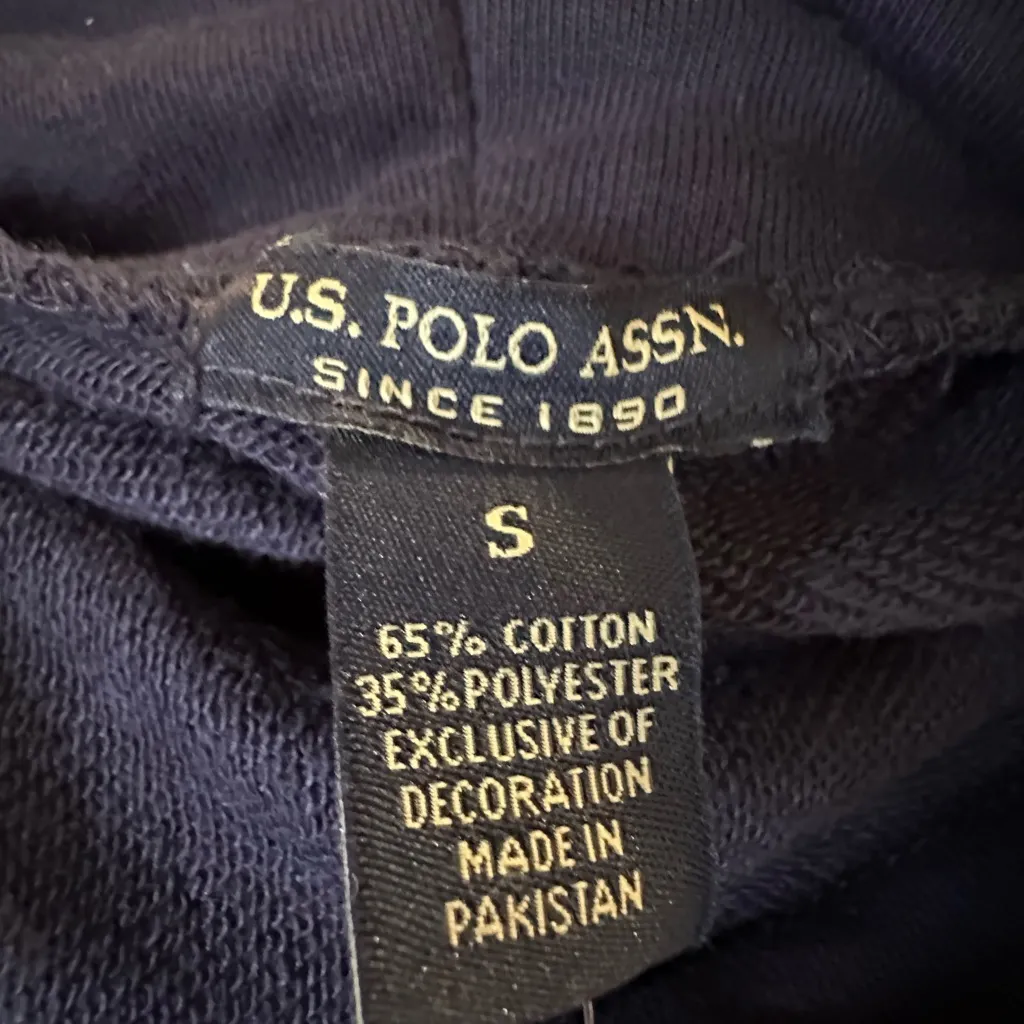 U.S. POLO ASSN.
SINCE 1890
S
65% COTTON
35% POLYESTER
EXCLUSIVE OF
DECORATION
MADE IN
PAKISTAN